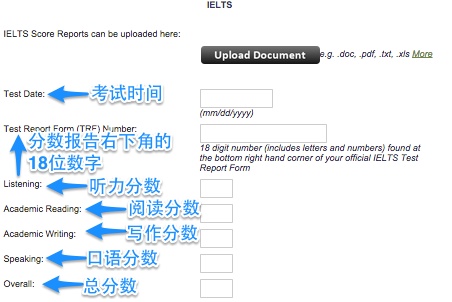 IELTS
IELTS Score Reports can be uploaded here:
Upload Document e.g. .doc, .pdf, .txt, .xls More
Test Date: 考试时间
(mm/dd/yyyy)
Test Report Form (TRF) Number:
分数报告右下角的
18位数字
18 digit number (includes letters and numbers) found at
the bottom right hand corner of your official IELTS Test
Report Form
Listening: 听力分数
Academic Reading: 阅读分数
Academic Writing: 写作分数
Speaking: 口语分数
Overall: 总分数